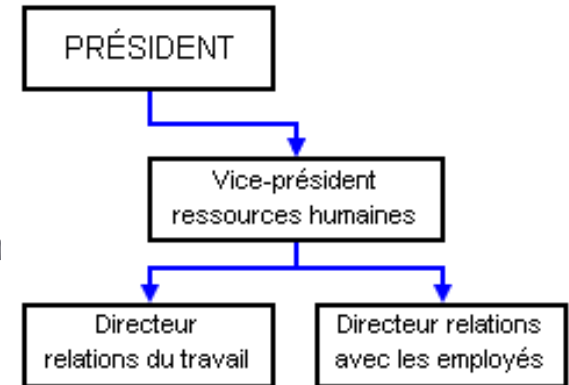 PRÉSIDENT
Vice-président
ressources humaines
Directeur
relations du travail
Directeur relations
avec les employés